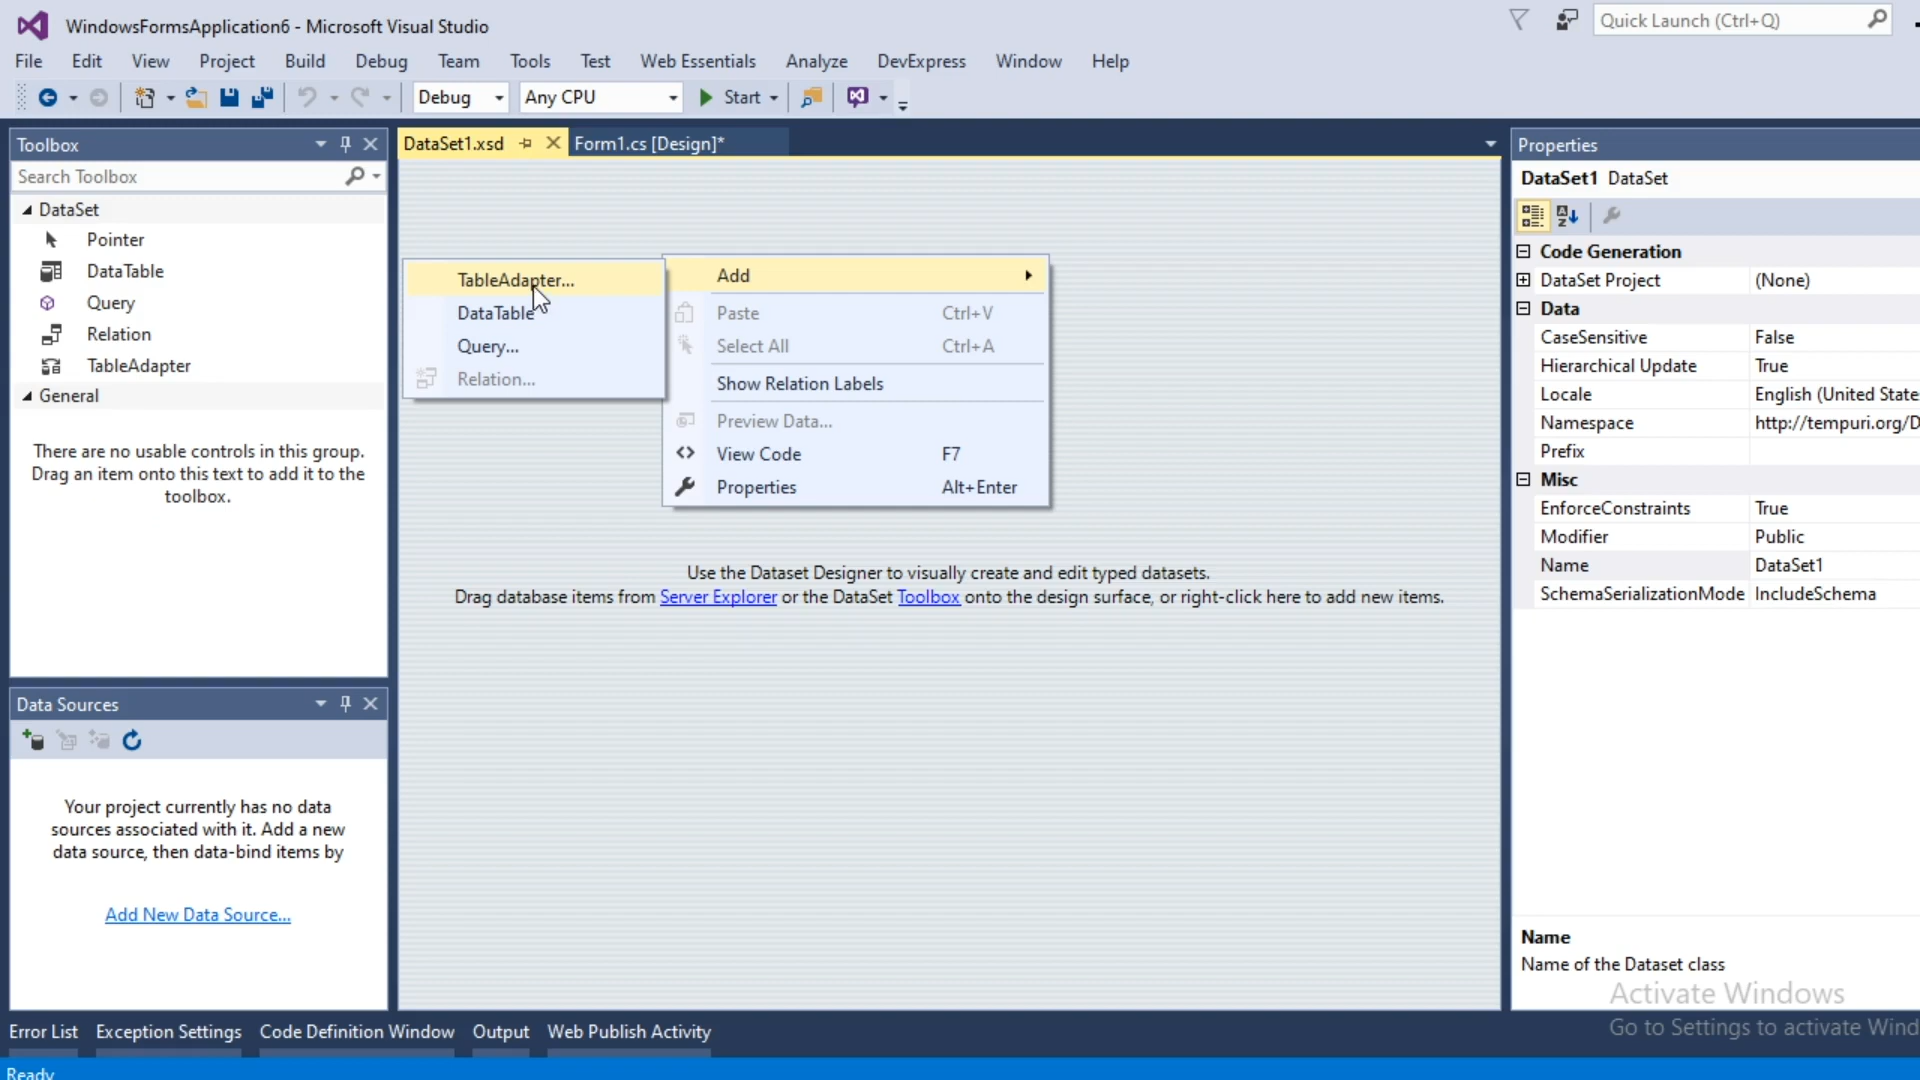 WindowsFormsApplication6 - Microsoft Visual Studio
Quick Launch (Ctrl+Q)
File Edit View Project Build Debug Team Tools Test Web Essentials Analyze DevExpress Window Help
Debug Any CPU Start
Toolbox
Search Toolbox
DataSet
Pointer
DataTable
Query
Relation
TableAdapter
General
There are no usable controls in this group.
Drag an item onto this text to add it to the
toolbox.
Data Sources
Your project currently has no data
sources associated with it. Add a new
data source, then data-bind items by
Add New Data Source...
DataSet1.xsd Form1.cs [Design]*
TableAdapter...
DataTable
Query...
Relation...
Add
Paste Ctrl+V
Select All Ctrl+A
Show Relation Labels
Preview Data...
View Code F7
Properties Alt+Enter
Use the Dataset Designer to visually create and edit typed datasets.
Drag database items from Server Explorer or the DataSet Toolbox onto the design surface, or right-click here to add new items.
Properties
DataSet1 DataSet
Code Generation
DataSet Project (None)
Data
CaseSensitive False
Hierarchical Update True
Locale English (United State
Namespace http://tempuri.org/D
Prefix
Misc
EnforceConstraints True
Modifier Public
Name DataSet1
SchemaSerializationMode IncludeSchema
Name
Name of the Dataset class
Activate Windows
Go to Settings to activate Wind
Error List Exception Settings Code Definition Window Output Web Publish Activity
Ready